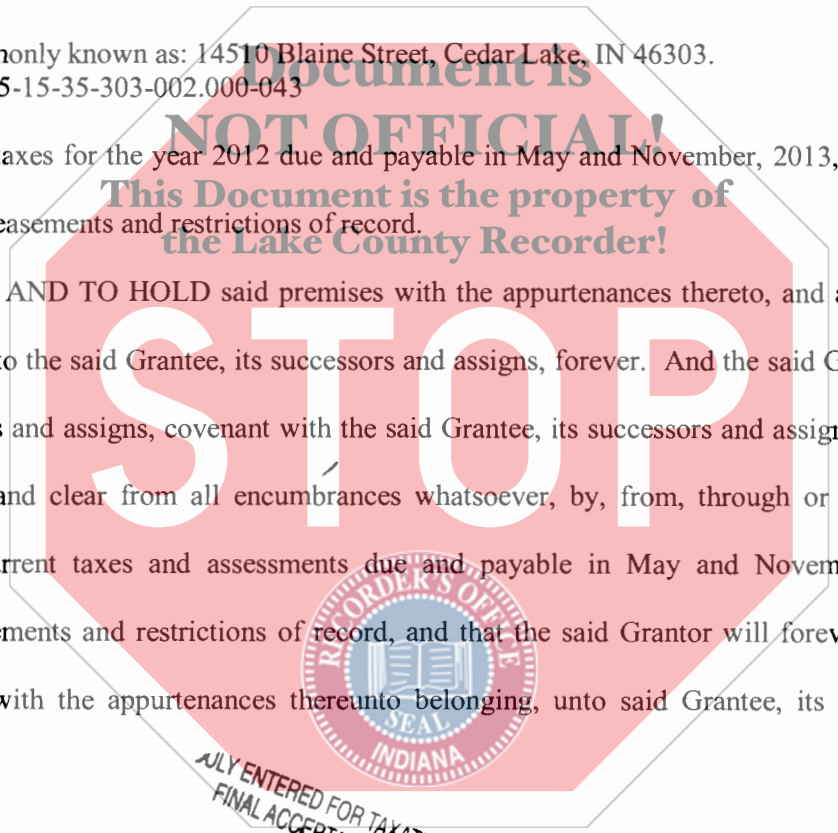 monly known as: 14510 Blaine Street, Cedar Lake, IN 46303.
5-15-35-303-002.000-043
Document is
NOT OFFICIAL!
This Document is the property of
the Lake County Recorder!
taxes for the year 2012 due and payable in May and November, 2013,
easements and restrictions of record.
AND TO HOLD said premises with the appurtenances thereto, and
to the said Grantee, its successors and assigns, forever. And the said G
STOP
s and assigns, covenant with the said Grantee, its successors and assign
and clear from all encumbrances whatsoever, by, from, through or
rrent taxes and assessments due and payable in May and Novem
ments and restrictions of record, and that the said Grantor will forev
with the appurtenances thereunto belonging, unto said Grantee, its
RECORDER'S OFFICE
SEAL
INDIANA
ULY ENTERED FOR TAXAT
FINAL ACCEPT